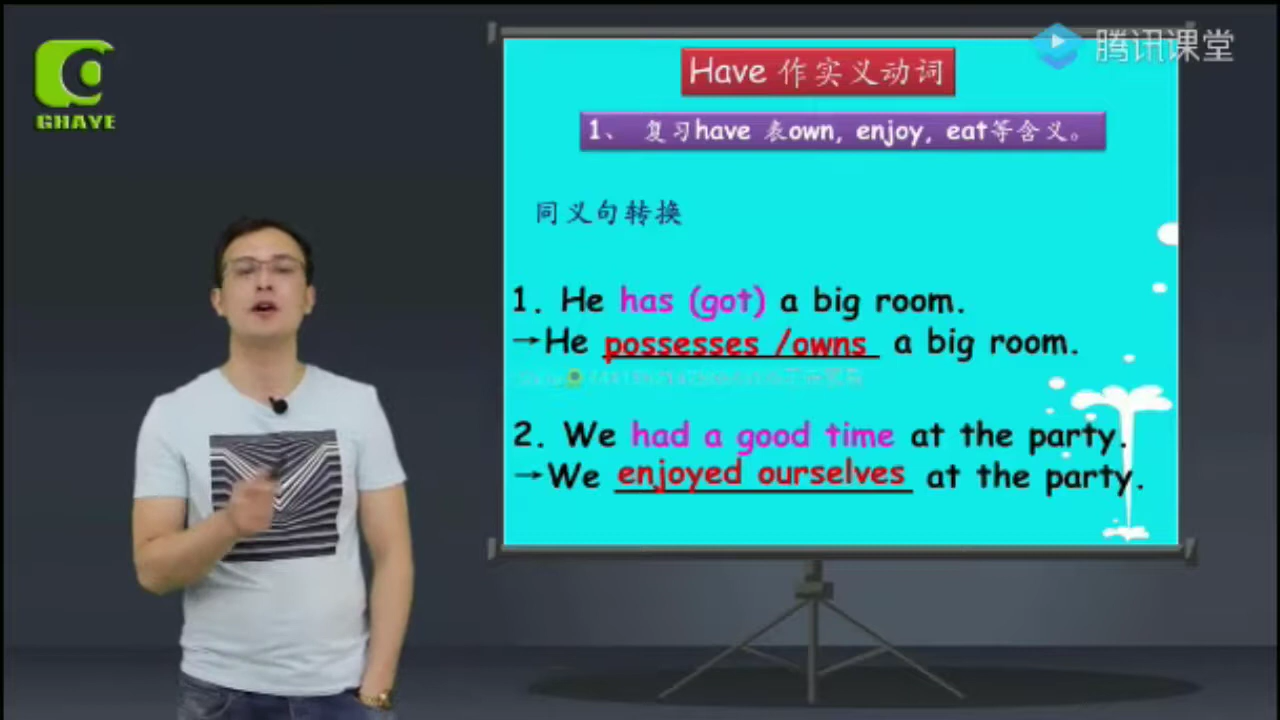 GHAYE
腾讯课堂
Have 作实义动词
1、 复习have 表own, enjoy, eat等含义。
同义句转换
1. He has (got) a big room.
→He possesses /owns a big room.
2. We had a good time at the party.
→We enjoyed ourselves at the party.